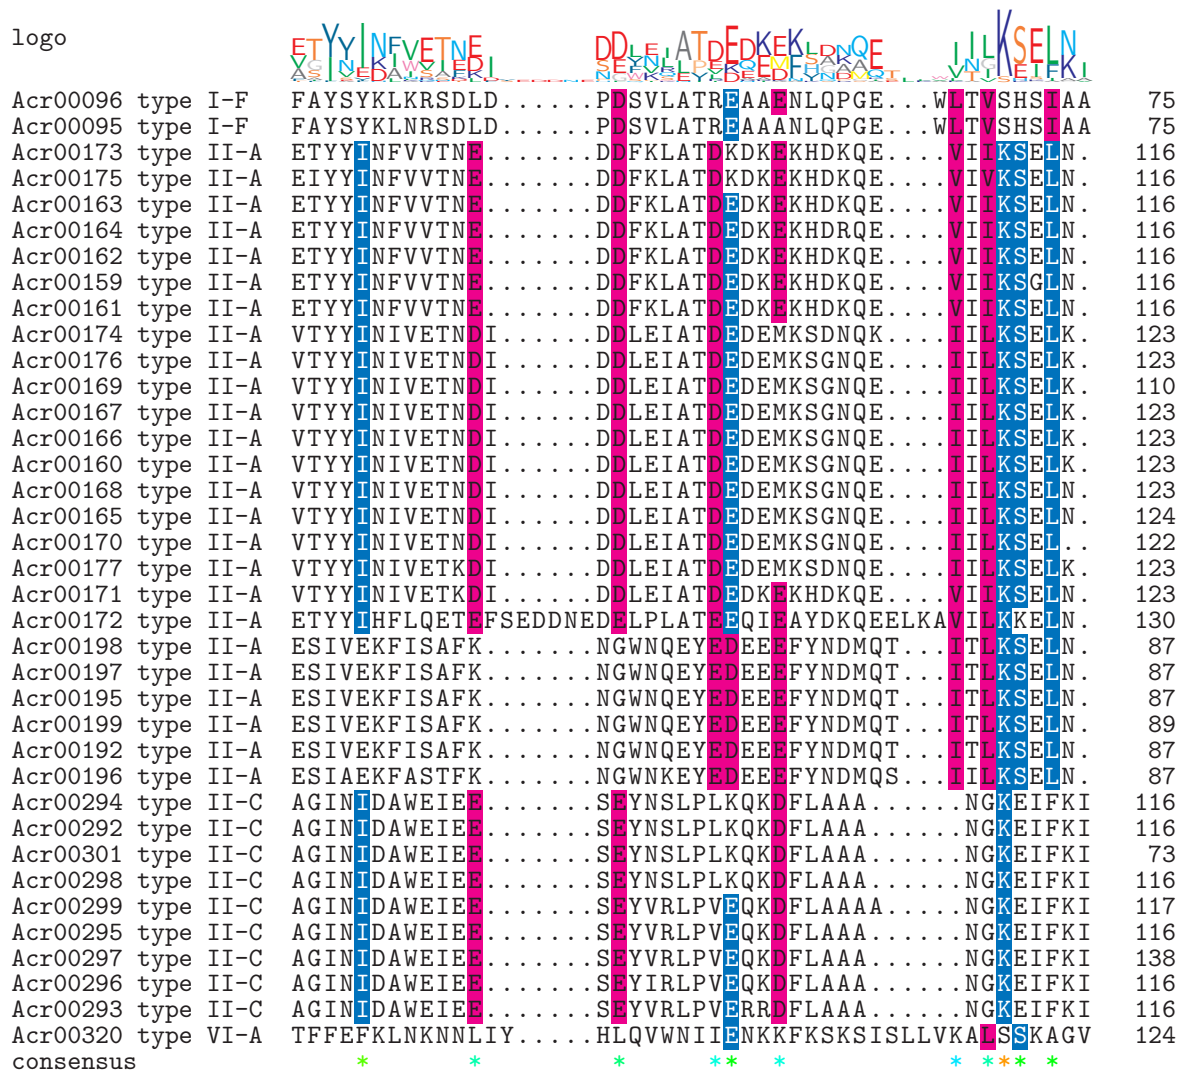 logo
Acr00096 type I-F FAYSYKLKRSDLD......PDSVLATREAAENLQPGE...WLTVSHSIAA 75
Acr00095 type I-F FAYSYKLNRSDLD......PDSVLATREAAANLQPGE...WLTVSHSIAA 75
Acr00173 type II-A ETYYINFVVTNE.......DDFKLATDKDKEKHDKQE....VIIKSELN. 116
Acr00175 type II-A EIYYINFVVTNE.......DDFKLATDKDKEKHDKQE....VIVKSELN. 116
Acr00163 type II-A ETYYINFVVTNE.......DDFKLATDEDKEKHDKQE....VIIKSELN. 116
Acr00164 type II-A ETYYINFVVTNE.......DDFKLATDEDKEKHDRQE....VIIKSELN. 116
Acr00162 type II-A ETYYINFVVTNE.......DDFKLATDEDKEKHDKQE....VIIKSELN. 116
Acr00159 type II-A ETYYINFVVTNE.......DDFKLATDEDKEKHDKQE....VIIKSGLN. 116
Acr00161 type II-A ETYYINFVVTNE.......DDFKLATDEDKEKHDKQE....VIIKSELN. 116
Acr00174 type II-A VTYYINIVETNDI......DDLEIATDEDEMKSDNQK....IILKSELK. 123
Acr00176 type II-A VTYYINIVETNDI......DDLEIATDEDEMKSGNQE....IILKSELK. 123
Acr00169 type II-A VTYYINIVETNDI......DDLEIATDEDEMKSGNQE....IILKSELK. 110
Acr00167 type II-A VTYYINIVETNDI......DDLEIATDEDEMKSGNQE....IILKSELK. 123
Acr00166 type II-A VTYYINIVETNDI......DDLEIATDEDEMKSGNQE....IILKSELK. 123
Acr00160 type II-A VTYYINIVETNDI......DDLEIATDEDEMKSGNQE....IILKSELK. 123
Acr00168 type II-A VTYYINIVETNDI......DDLEIATDEDEMKSGNQE....IILKSELN. 123
Acr00165 type II-A VTYYINIVETNDI......DDLEIATDEDEMKSGNQE....IILKSELN. 124
Acr00170 type II-A VTYYINIVETNDI......DDLEIATDEDEMKSGNQE....IILKSEL.. 122
Acr00177 type II-A VTYYINIVETKDI......DDLEIATDEDEMKSDNQE....IILKSELK. 123
Acr00171 type II-A VTYYINIVETKDI......DDLEIATDEDKEKHDKQE....VIIKSELN. 123
Acr00172 type II-A ETYYIHFLQETEFSEDDNEDELPLATEEQIEAYDKQEELKAVILKKELN. 130
Acr00198 type II-A ESIVEKFISAFK.......NGWNQEYEDEEEFYNDMQT...ITLKSELN. 87
Acr00197 type II-A ESIVEKFISAFK.......NGWNQEYEDEEEFYNDMQT...ITLKSELN. 87
Acr00195 type II-A ESIVEKFISAFK.......NGWNQEYEDEEEFYNDMQT...ITLKSELN. 87
Acr00199 type II-A ESIVEKFISAFK.......NGWNQEYEDEEEFYNDMQT...ITLKSELN. 89
Acr00192 type II-A ESIVEKFISAFK.......NGWNQEYEDEEEFYNDMQT...ITLKSELN. 87
Acr00196 type II-A ESIAEKFASTFK.......NGWNKEYEDEEEFYNDMQS...IILKSELN. 87
Acr00294 type II-C AGINIDAWEIEE.......SEYNSLPLKQKDFLAAA......NGKEIFKI 116
Acr00292 type II-C AGINIDAWEIEE.......SEYNSLPLKQKDFLAAA......NGKEIFKI 116
Acr00301 type II-C AGINIDAWEIEE.......SEYNSLPLKQKDFLAAA......NGKEIFKI 73
Acr00298 type II-C AGINIDAWEIEE.......SEYNSLPLKQKDFLAAA......NGKEIFKI 116
Acr00299 type II-C AGINIDAWEIEE.......SEYVRLPVEQKDFLAAAA.....NGKEIFKI 117
Acr00295 type II-C AGINIDAWEIEE.......SEYVRLPVEQKDFLAAA......NGKEIFKI 116
Acr00297 type II-C AGINIDAWEIEE.......SEYVRLPVEQKDFLAAA......NGKEIFKI 138
Acr00296 type II-C AGINIDAWEIEE.......SEYIRLPVEQKDFLAAA......NGKEIFKI 116
Acr00293 type II-C AGINIDAWEIEE.......SEYVRLPVERRDFLAAA......NGKEIFKI 116
Acr00320 type VI-A TFFEFKLNKNNLIY.....HLQVWNIIENKKFKSKSISLLVKALSSKAGV 124
consensus * * * ** * * *** *